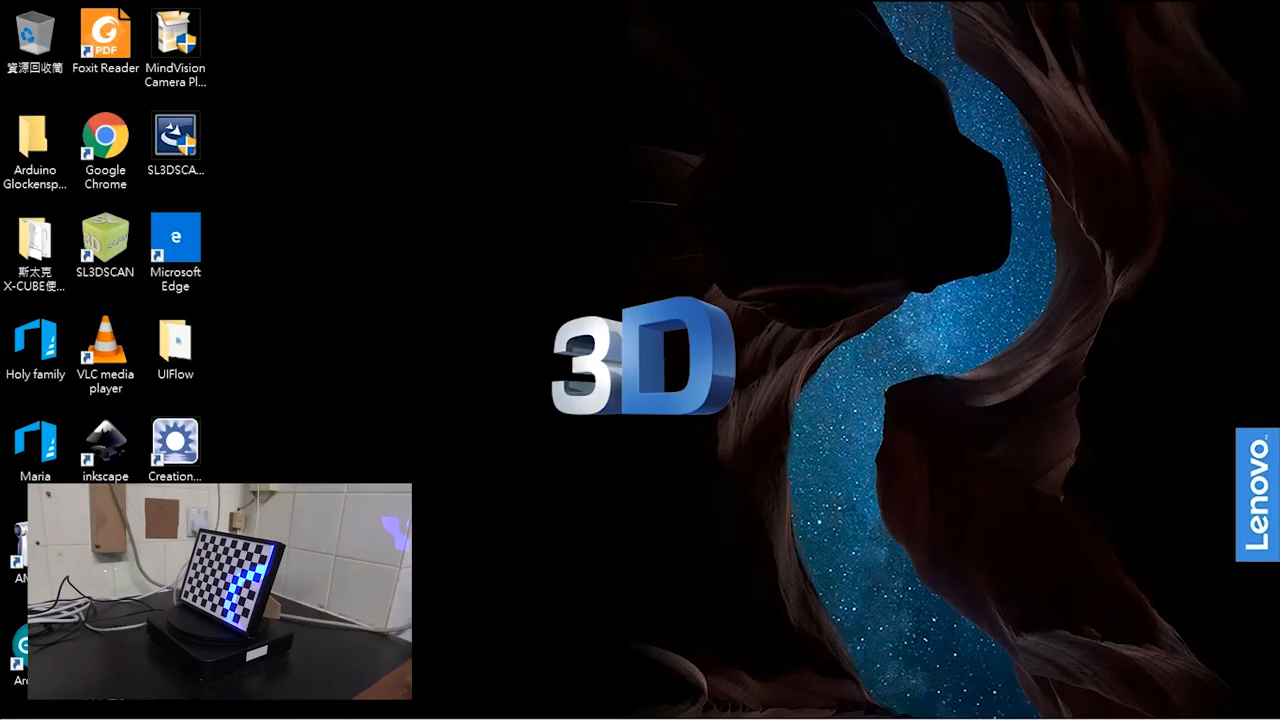 資源回收筒
Foxit Reader
MindVision
Camera Pl...
PDF
Arduino
Glockensp...
Google
Chrome
SL3DSCA...
斯太克
X-CUBE使...
SL3DSCAN
Microsoft
Edge
Holy family
VLC media
player
UIFlow
Maria
inkscape
Creation...
3D
Lenovo